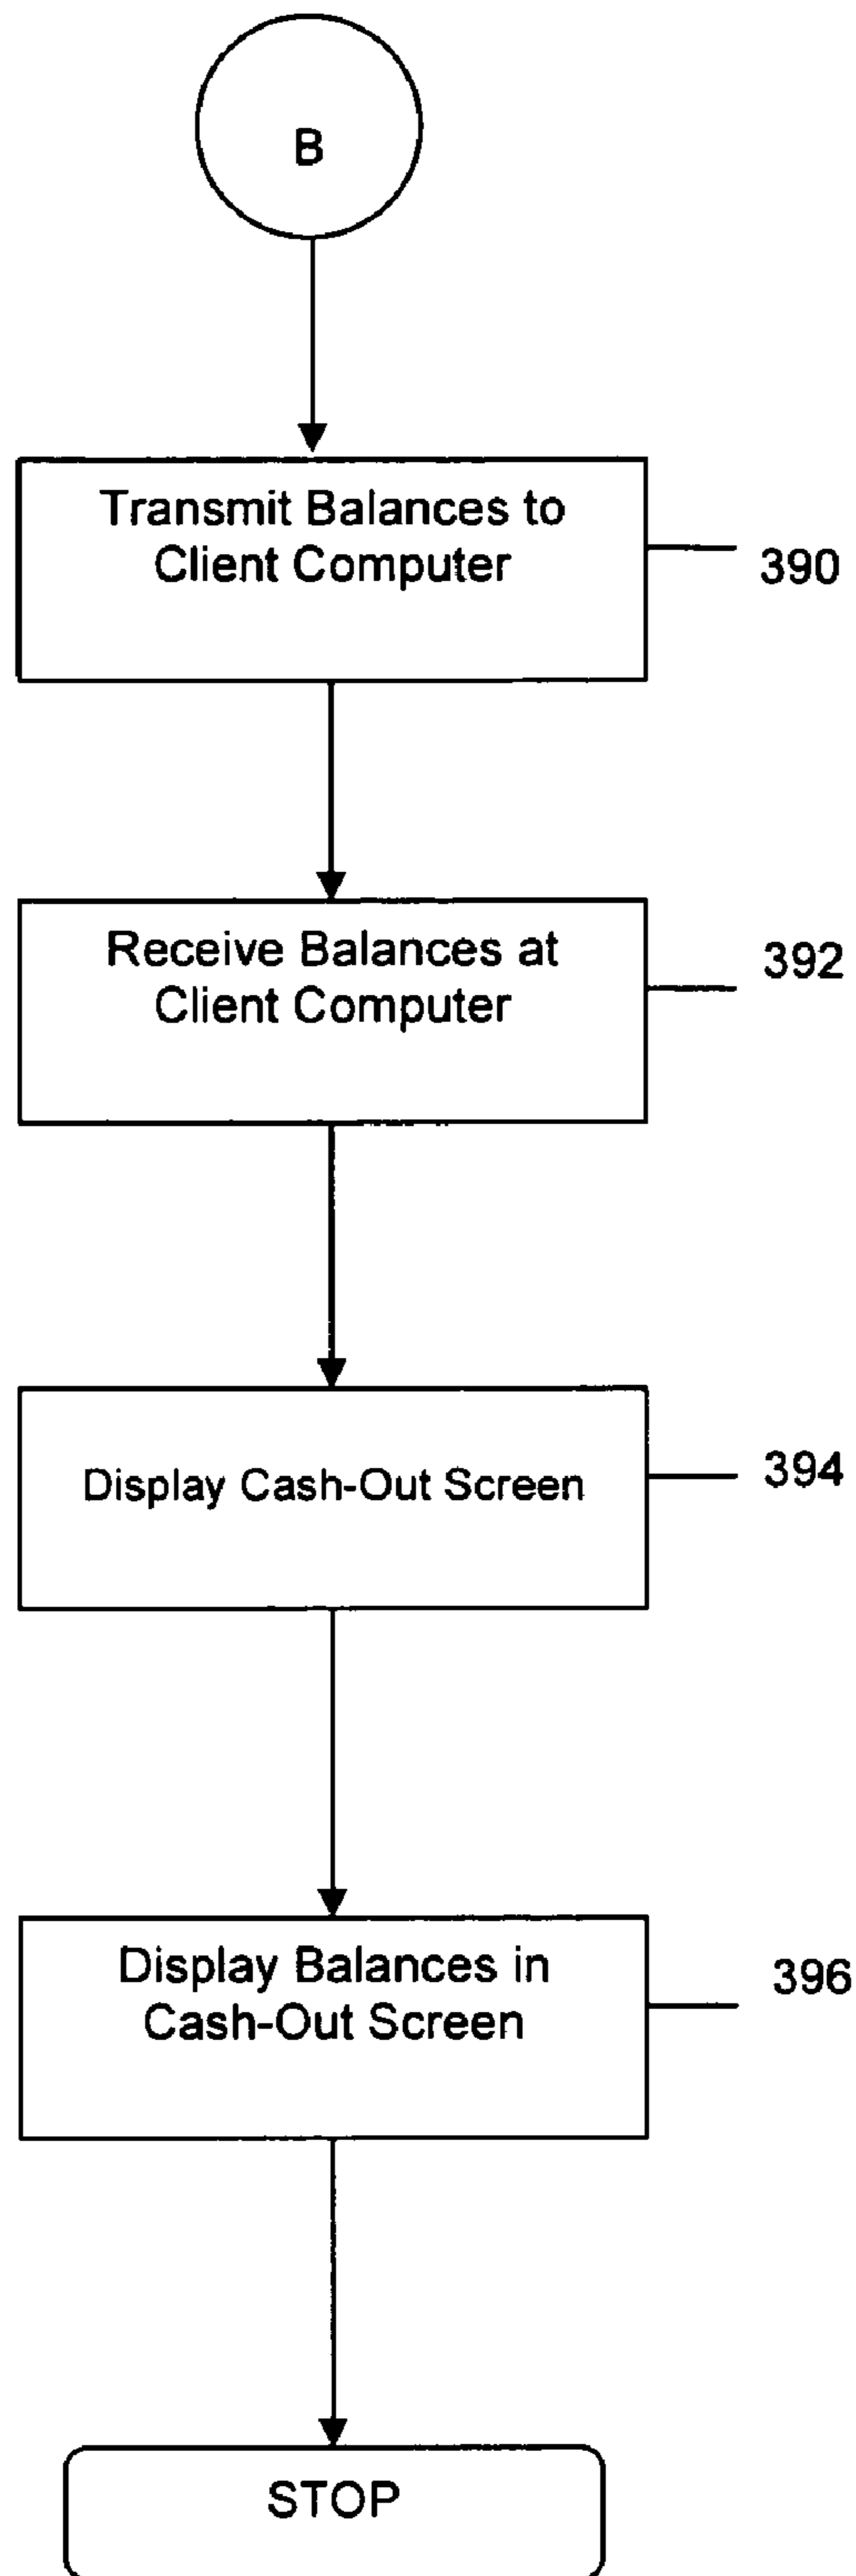 B
Transmit Balances to
Client Computer
390
Receive Balances at
Client Computer
392
Display Cash-Out Screen
394
Display Balances in
Cash-Out Screen
396
STOP